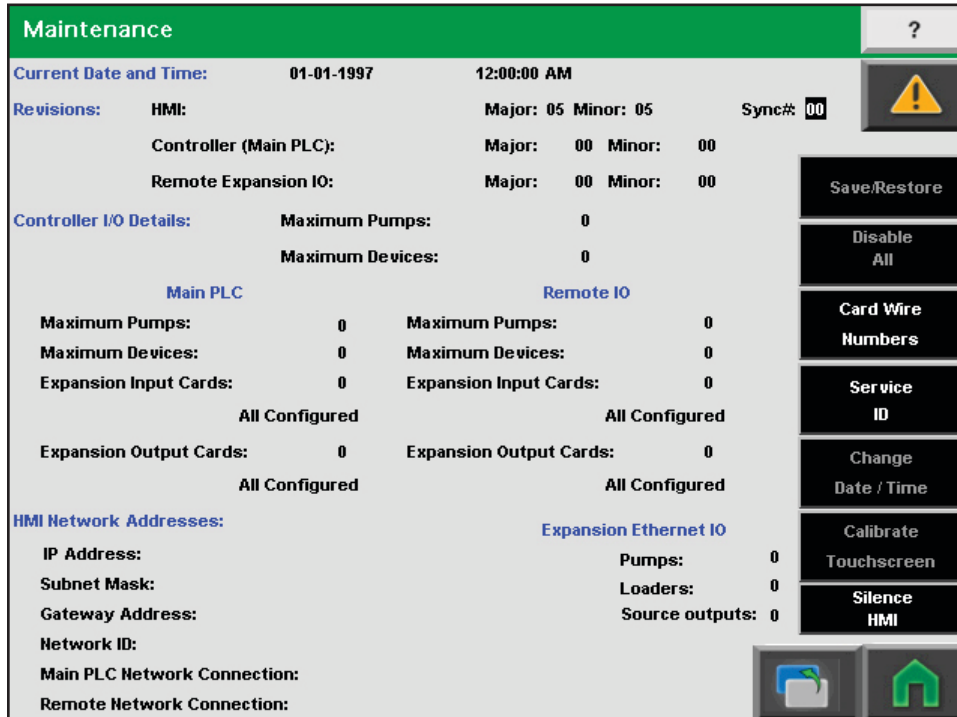 Maintenance
?
Current Date and Time: 01-01-1997 12:00:00 AM
Revisions: HMI: Major: 05 Minor: 05 Sync#: 00
Controller (Main PLC): Major: 00 Minor: 00
Remote Expansion IO: Major: 00 Minor: 00
Controller I/O Details: Maximum Pumps: 0
Maximum Devices: 0
Main PLC Remote IO
Maximum Pumps: 0 Maximum Pumps: 0
Maximum Devices: 0 Maximum Devices: 0
Expansion Input Cards: 0 Expansion Input Cards: 0
All Configured All Configured
Expansion Output Cards: 0 Expansion Output Cards: 0
All Configured All Configured
HMI Network Addresses: Expansion Ethernet IO
IP Address: Pumps: 0
Subnet Mask: Loaders: 0
Gateway Address: Source outputs: 0
Network ID:
Main PLC Network Connection:
Remote Network Connection:
Save/Restore
Disable
All
Card Wire
Numbers
Service
ID
Change
Date / Time
Calibrate
Touchscreen
Silence
HMI